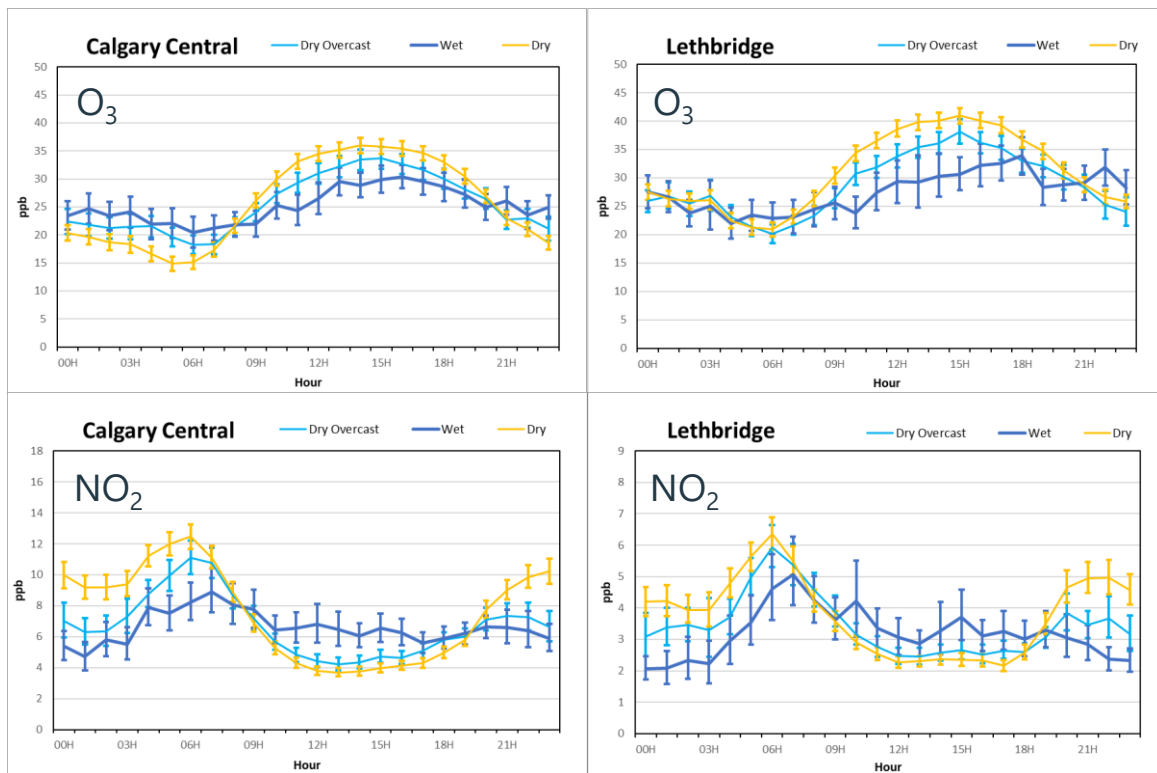 Calgary Central Dry Overcast Wet Dry
O3
50
45
40
35
30
25
20
15
10
5
0
ppb
00H 03H 06H 09H 12H 15H 18H 21H
Hour
Lethbridge Dry Overcast Wet Dry
O3
50
45
40
35
30
25
20
15
10
5
0
ppb
00H 03H 06H 09H 12H 15H 18H 21H
Hour
Calgary Central Dry Overcast Wet Dry
NO2
18
16
14
12
10
8
6
4
2
0
ppb
00H 03H 06H 09H 12H 15H 18H 21H
Hour
Lethbridge Dry Overcast Wet Dry
NO2
9
8
7
6
5
4
3
2
1
0
ppb
00H 03H 06H 09H 12H 15H 18H 21H
Hour